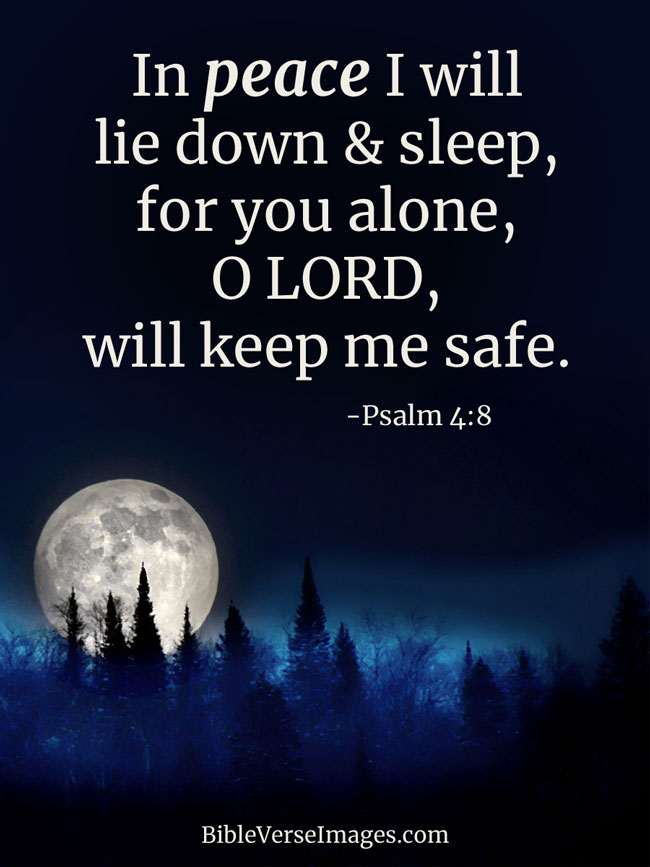 In peace I will
lie down & sleep,
for you alone,
O LORD,
will keep me safe.
-Psalm 4:8
BibleVerseImages.com